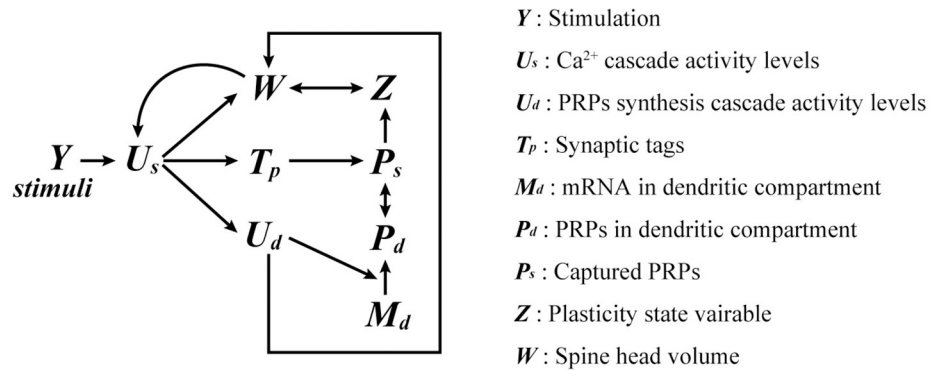 W
Z
Y
Us
Tp
Ps
stimuli
Ud
Pd
Md
Y : Stimulation
Us : Ca²⁺ cascade activity levels
Ud : PRPs synthesis cascade activity levels
Tp : Synaptic tags
Md : mRNA in dendritic compartment
Pd : PRPs in dendritic compartment
Ps : Captured PRPs
Z : Plasticity state vairable
W : Spine head volume